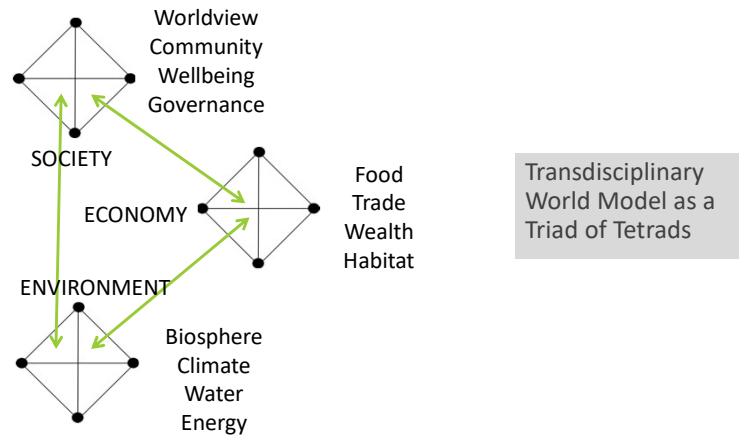 Worldview
Community
Wellbeing
Governance
SOCIETY
ECONOMY
Food
Trade
Wealth
Habitat
Transdisciplinary
World Model as a
Triad of Tetrads
ENVIRONMENT
Biosphere
Climate
Water
Energy